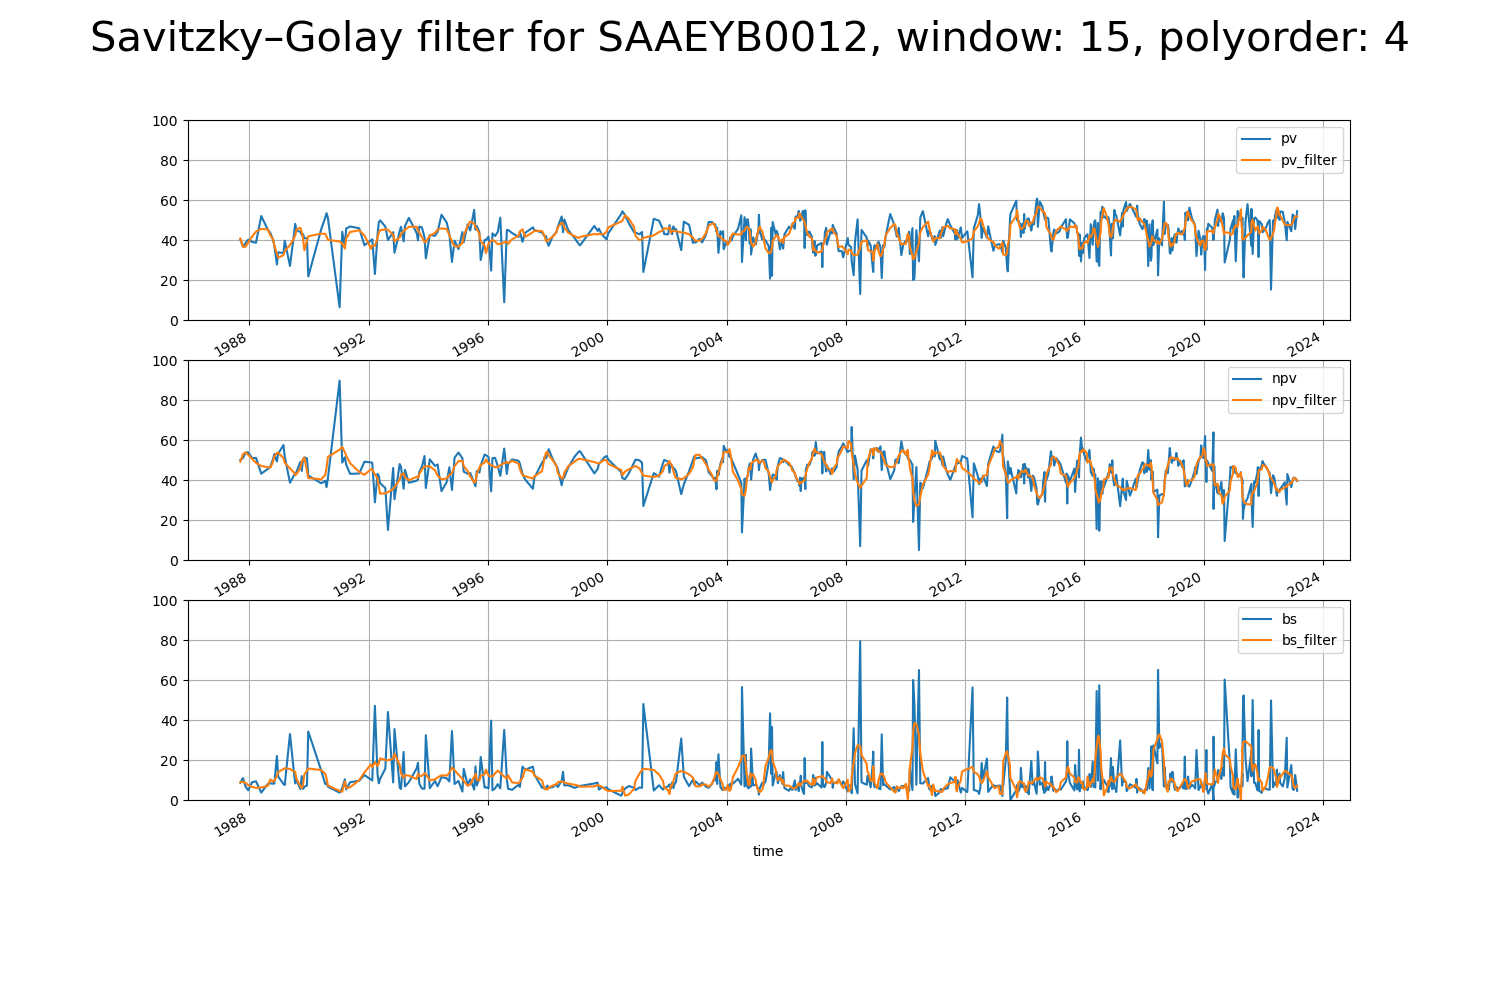 Savitzky–Golay filter for SAAEYB0012, window: 15, polyorder: 4
100
80
60
40
20
0
pv
pv_filter
1988 1992 1996 2000 2004 2008 2012 2016 2020 2024
100
80
60
40
20
0
npv
npv_filter
1988 1992 1996 2000 2004 2008 2012 2016 2020 2024
100
80
60
40
20
0
bs
bs_filter
1988 1992 1996 2000 2004 2008 2012 2016 2020 2024
time